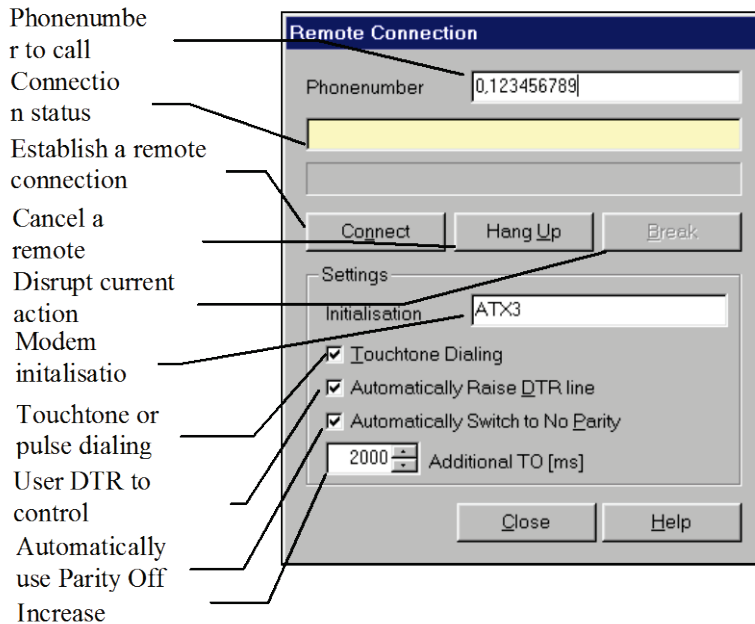 Phonenumbe
r to call
Connectio
n status
Establish a remote
connection
Cancel a
remote
Disrupt current
action
Modem
initalisatio
Touchtone or
pulse dialing
User DTR to
control
Automatically
use Parity Off
Increase
Remote Connection
Phonenumber 0,123456789
Connect Hang Up Break
Settings
Initialisation ATX3
Touchtone Dialing
Automatically Raise DTR line
Automatically Switch to No Parity
2000 Additional TO [ms]
Close Help